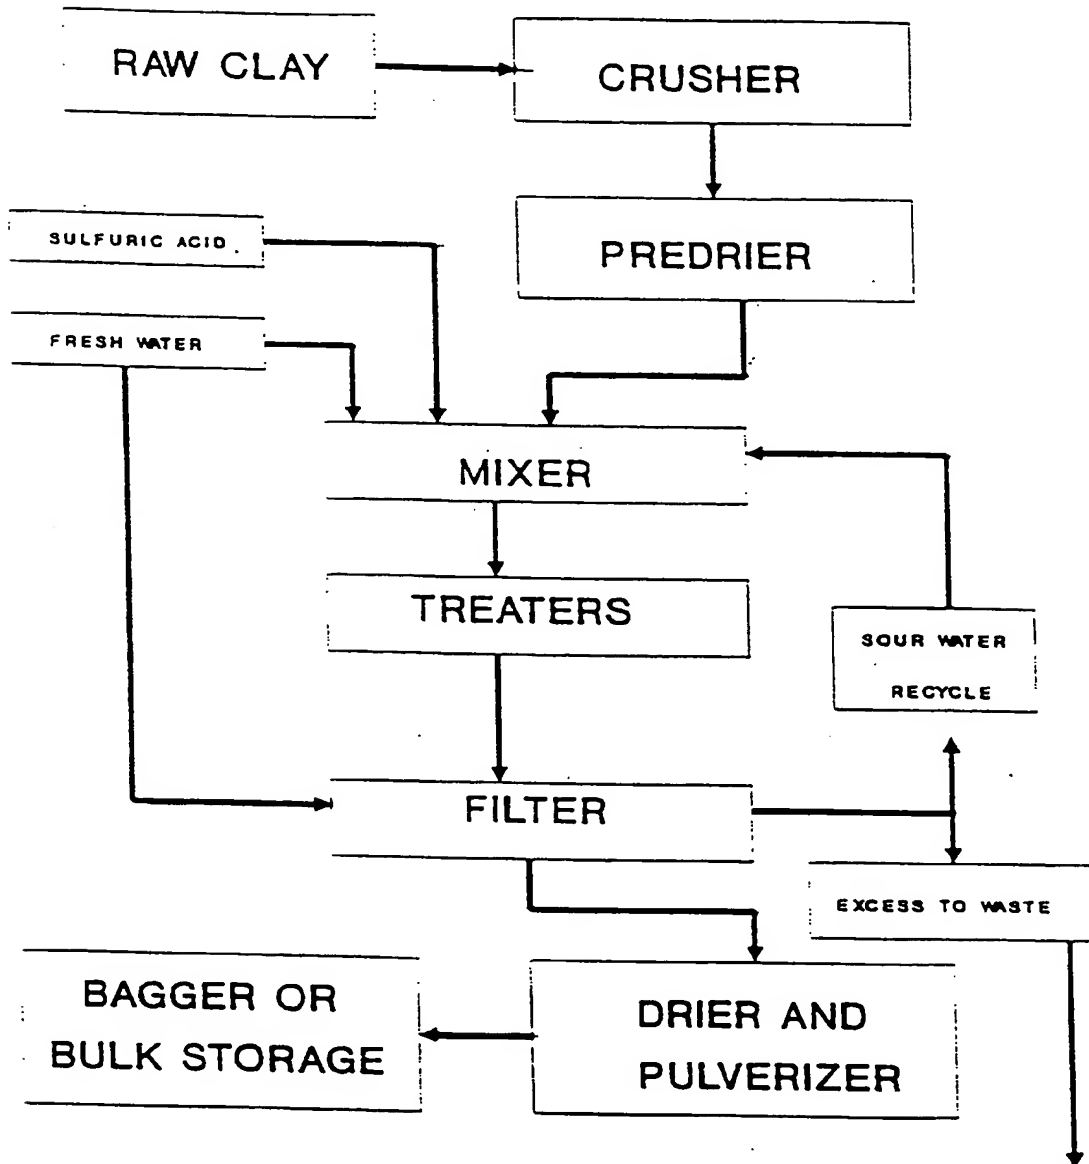 RAW CLAY
CRUSHER
SULFURIC ACID
PREDRIER
FRESH WATER
MIXER
TREATERS
SOUR WATER
RECYCLE
FILTER
EXCESS TO WASTE
BAGGER OR
BULK STORAGE
DRIER AND
PULVERIZER